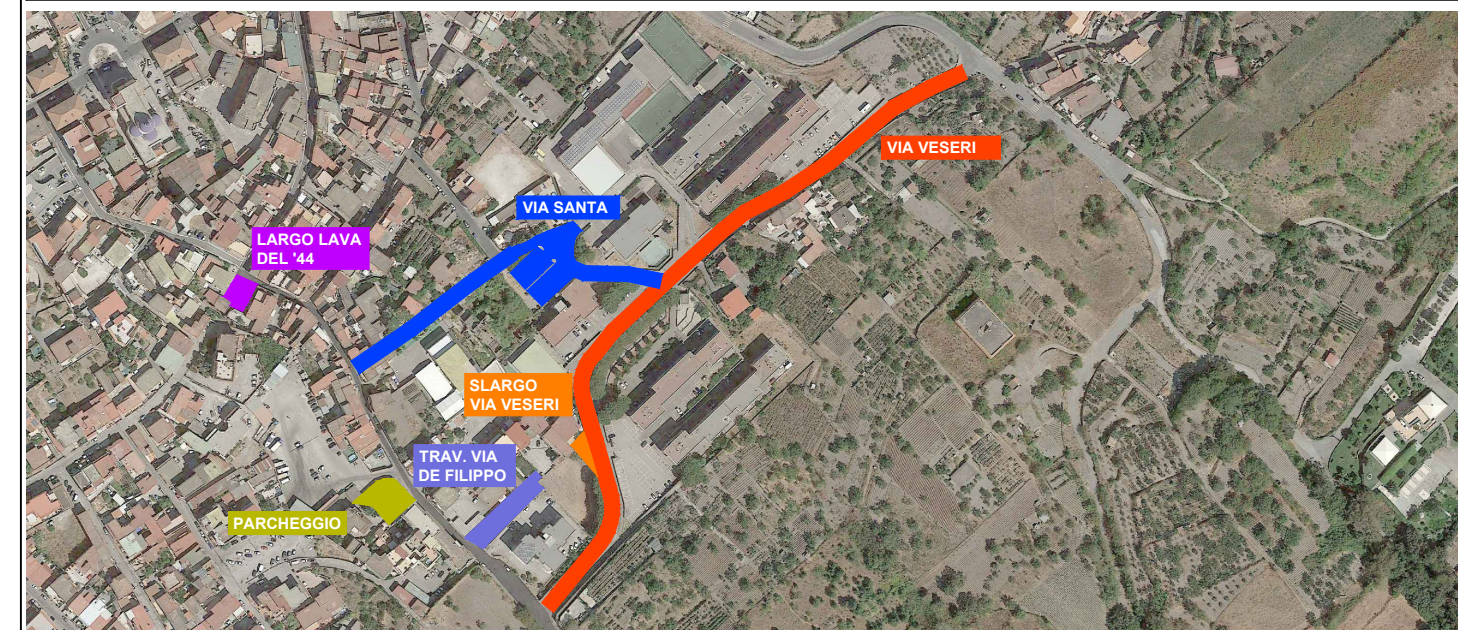 VIA VESERI
VIA SANTA
LARGO LAVA
DEL '44
SLARGO
VIA VESERI
TRAV. VIA
DE FILIPPO
PARCHEGGIO